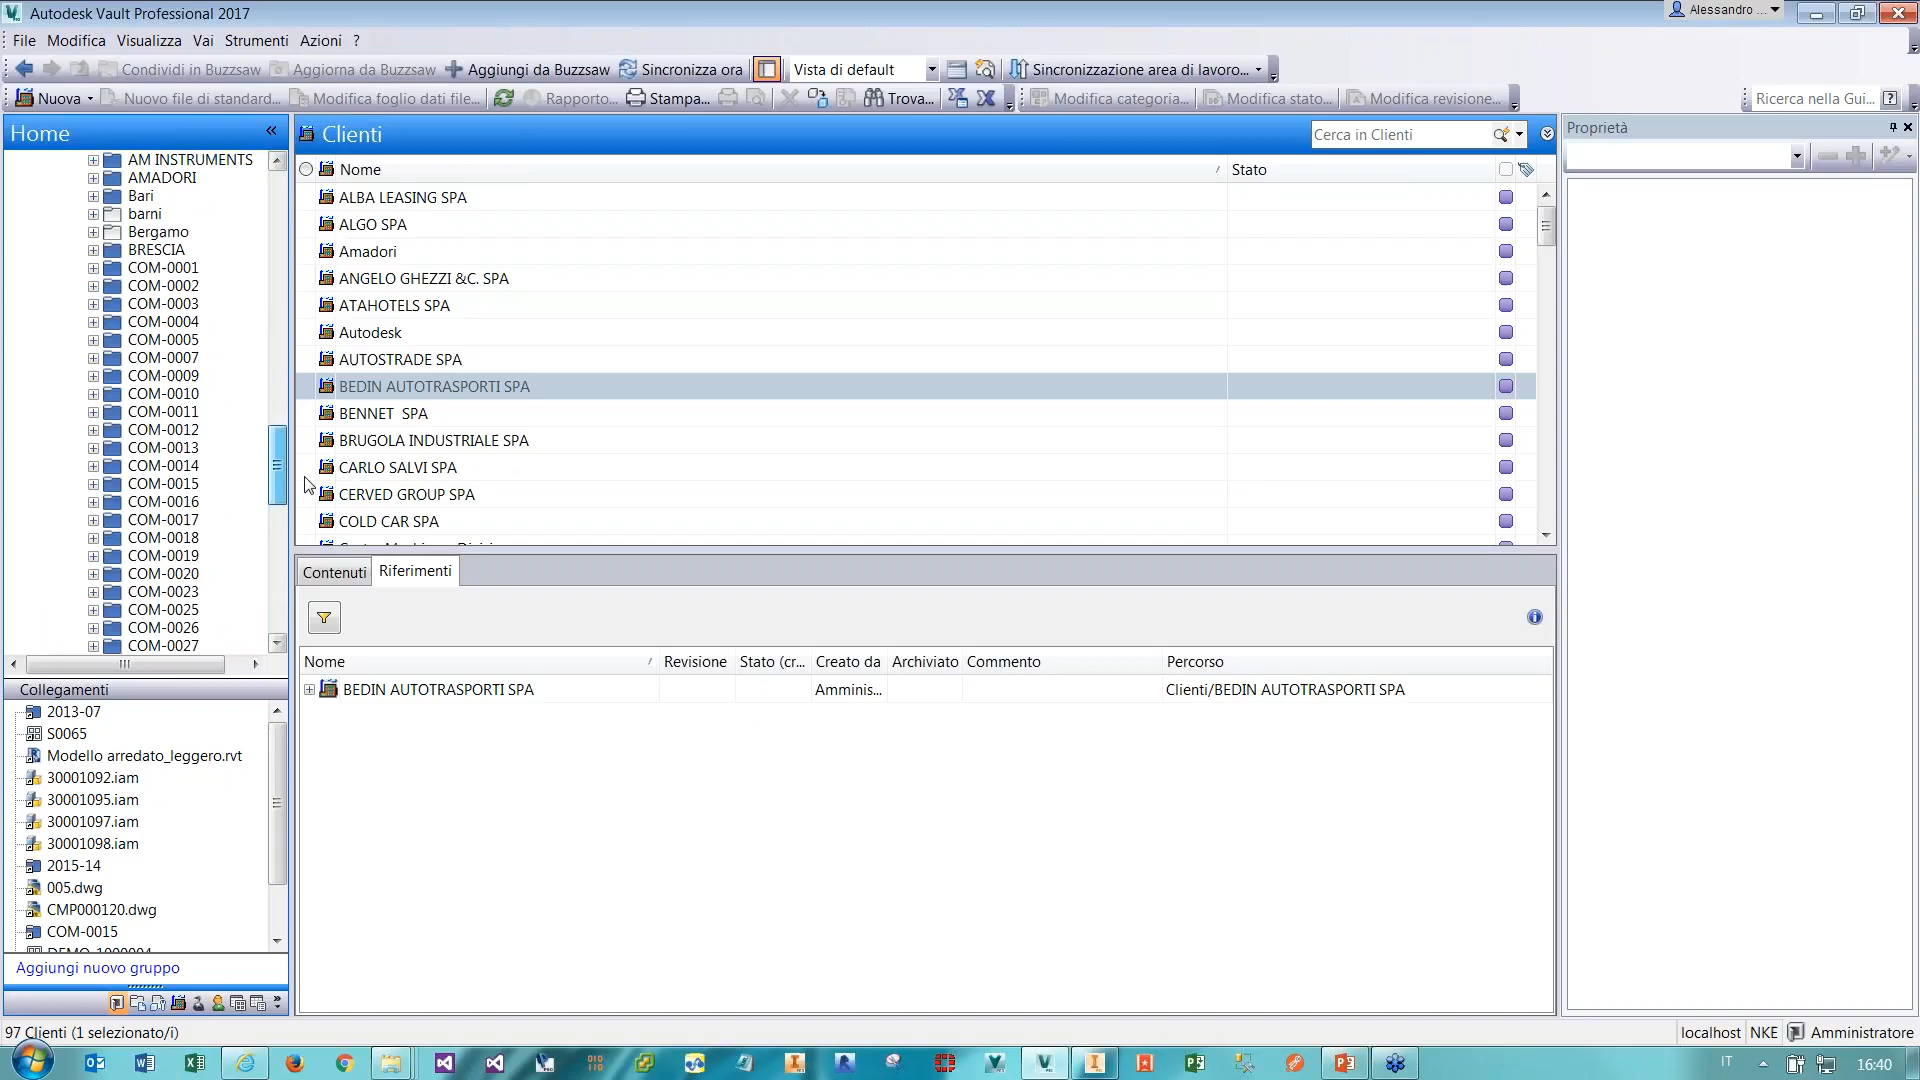 Autodesk Vault Professional 2017
Alessandro ...
File Modifica Visualizza Vai Strumenti Azioni ?
Condividi in Buzzsaw Aggiorna da Buzzsaw Aggiungi da Buzzsaw Sincronizza ora Vista di default Sincronizzazione area di lavoro...
Nuova Nuovo file di standard... Modifica foglio dati file... Rapporto... Stampa... Trova... Modifica categoria... Modifica stato... Modifica revisione... Ricerca nella Gui...
Home
AM INSTRUMENTS
AMADORI
Bari
barni
Bergamo
BRESCIA
COM-0001
COM-0002
COM-0003
COM-0004
COM-0005
COM-0007
COM-0009
COM-0010
COM-0011
COM-0012
COM-0013
COM-0014
COM-0015
COM-0016
COM-0017
COM-0018
COM-0019
COM-0020
COM-0023
COM-0025
COM-0026
COM-0027
Collegamenti
2013-07
S0065
Modello arredato_leggero.rvt
30001092.iam
30001095.iam
30001097.iam
30001098.iam
2015-14
005.dwg
CMP000120.dwg
COM-0015
Aggiungi nuovo gruppo
Clienti
Cerca in Clienti
Nome Stato
ALBA LEASING SPA
ALGO SPA
Amadori
ANGELO GHEZZI &C. SPA
ATAHOTELS SPA
Autodesk
AUTOSTRADE SPA
BEDIN AUTOTRASPORTI SPA
BENNET  SPA
BRUGOLA INDUSTRIALE SPA
CARLO SALVI SPA
CERVED GROUP SPA
COLD CAR SPA
Contenuti Riferimenti
Nome Revisione Stato (cr... Creato da Archiviato Commento Percorso
BEDIN AUTOTRASPORTI SPA Amminis... Clienti/BEDIN AUTOTRASPORTI SPA
Proprietà
97 Clienti (1 selezionato/i)
localhost NKE Amministratore
IT 16:40